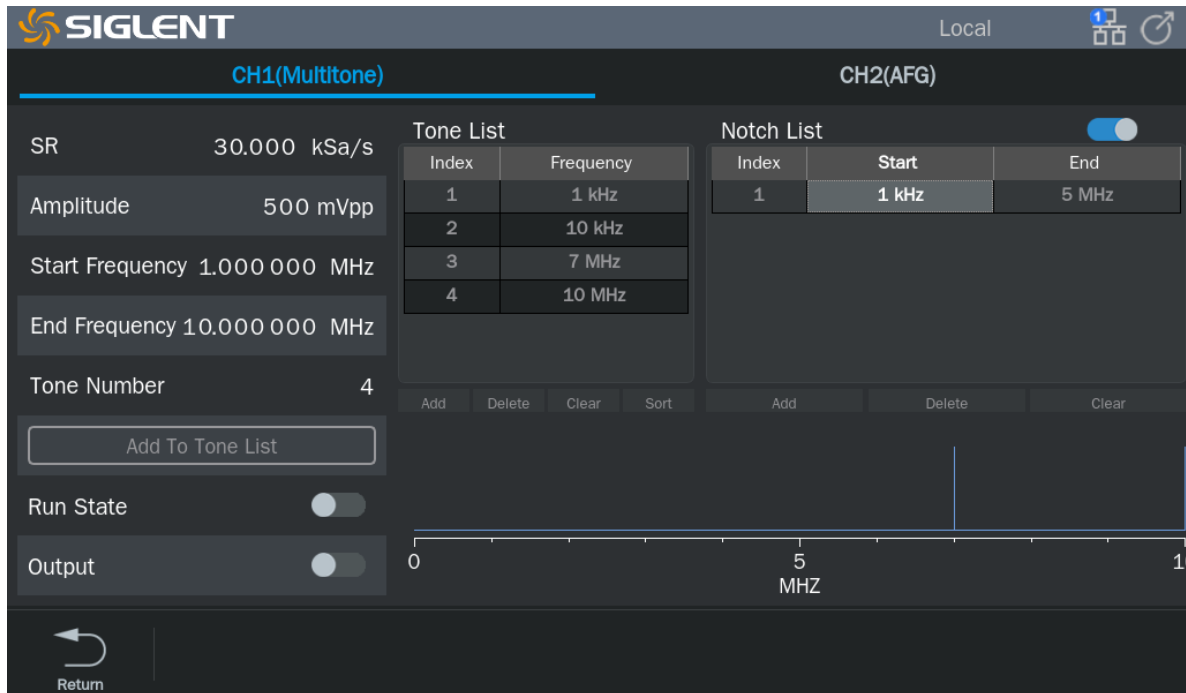 SIGLENT Local 1
CH1(Multitone) CH2(AFG)
SR 30.000 kSa/s
Amplitude 500 mVpp
Start Frequency 1.000 000 MHz
End Frequency 10.000 000 MHz
Tone Number 4
Add To Tone List
Run State
Output
Tone List
Index Frequency
1 1 kHz
2 10 kHz
3 7 MHz
4 10 MHz
Add Delete Clear Sort
Notch List
Index Start End
1 1 kHz 5 MHz
Add Delete Clear
0 5
MHZ
Return